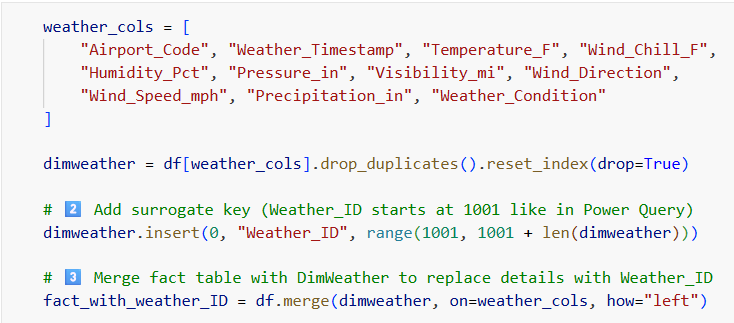 weather_cols = [
"Airport_Code", "Weather_Timestamp", "Temperature_F", "Wind_Chill_F",
"Humidity_Pct", "Pressure_in", "Visibility_mi", "Wind_Direction",
"Wind_Speed_mph", "Precipitation_in", "Weather_Condition"
]
dimweather = df[weather_cols].drop_duplicates().reset_index(drop=True)
# 2️⃣ Add surrogate key (Weather_ID starts at 1001 like in Power Query)
dimweather.insert(0, "Weather_ID", range(1001, 1001 + len(dimweather)))
# 3️⃣ Merge fact table with DimWeather to replace details with Weather_ID
fact_with_weather_ID = df.merge(dimweather, on=weather_cols, how="left")